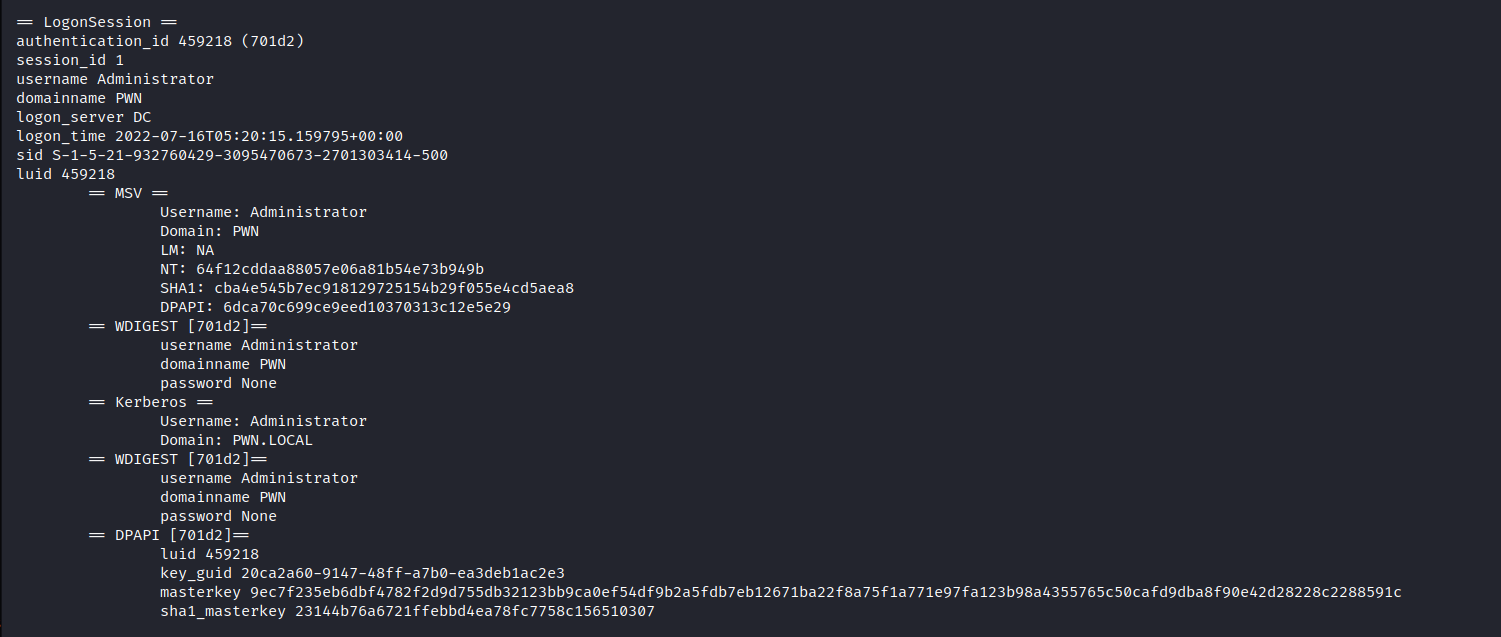 == LogonSession ==
authentication_id 459218 (701d2)
session_id 1
username Administrator
domainname PWN
logon_server DC
logon_time 2022-07-16T05:20:15.159795+00:00
sid S-1-5-21-932760429-3095470673-2701303414-500
luid 459218
== MSV ==
Username: Administrator
Domain: PWN
LM: NA
NT: 64f12cddaa88057e06a81b54e73b949b
SHA1: cba4e545b7ec918129725154b29f055e4cd5aea8
DPAPI: 6dca70c699ce9eed10370313c12e5e29
== WDIGEST [701d2]==
username Administrator
domainname PWN
password None
== Kerberos ==
Username: Administrator
Domain: PWN.LOCAL
== WDIGEST [701d2]==
username Administrator
domainname PWN
password None
== DPAPI [701d2]==
luid 459218
key_guid 20ca2a60-9147-48ff-a7b0-ea3deb1ac2e3
masterkey 9ec7f235eb6dbf4782f2d9d755db32123bb9ca0ef54df9b2a5fdb7eb12671ba22f8a75f1a771e97fa123b98a4355765c50cafd9dba8f90e42d28228c2288591c
sha1_masterkey 23144b76a6721ffebbd4ea78fc7758c156510307